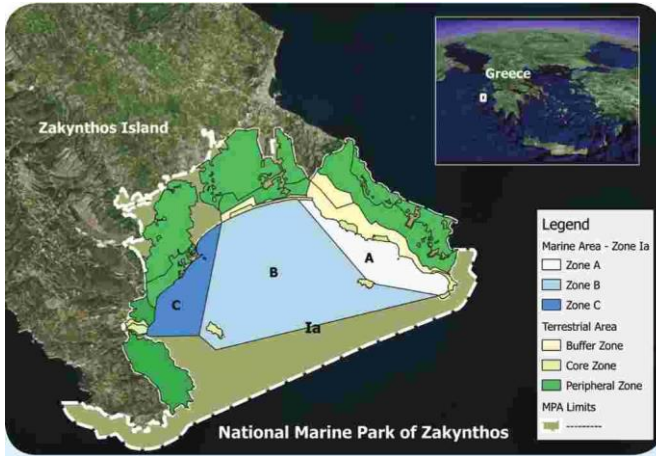 Greece
Zakynthos Island
Legend
Marine Area - Zone Ia
Zone A
Zone B
Zone C
Terrestrial Area
Buffer Zone
Core Zone
Peripheral Zone
MPA Limits
---------
A
B
C
Ia
National Marine Park of Zakynthos